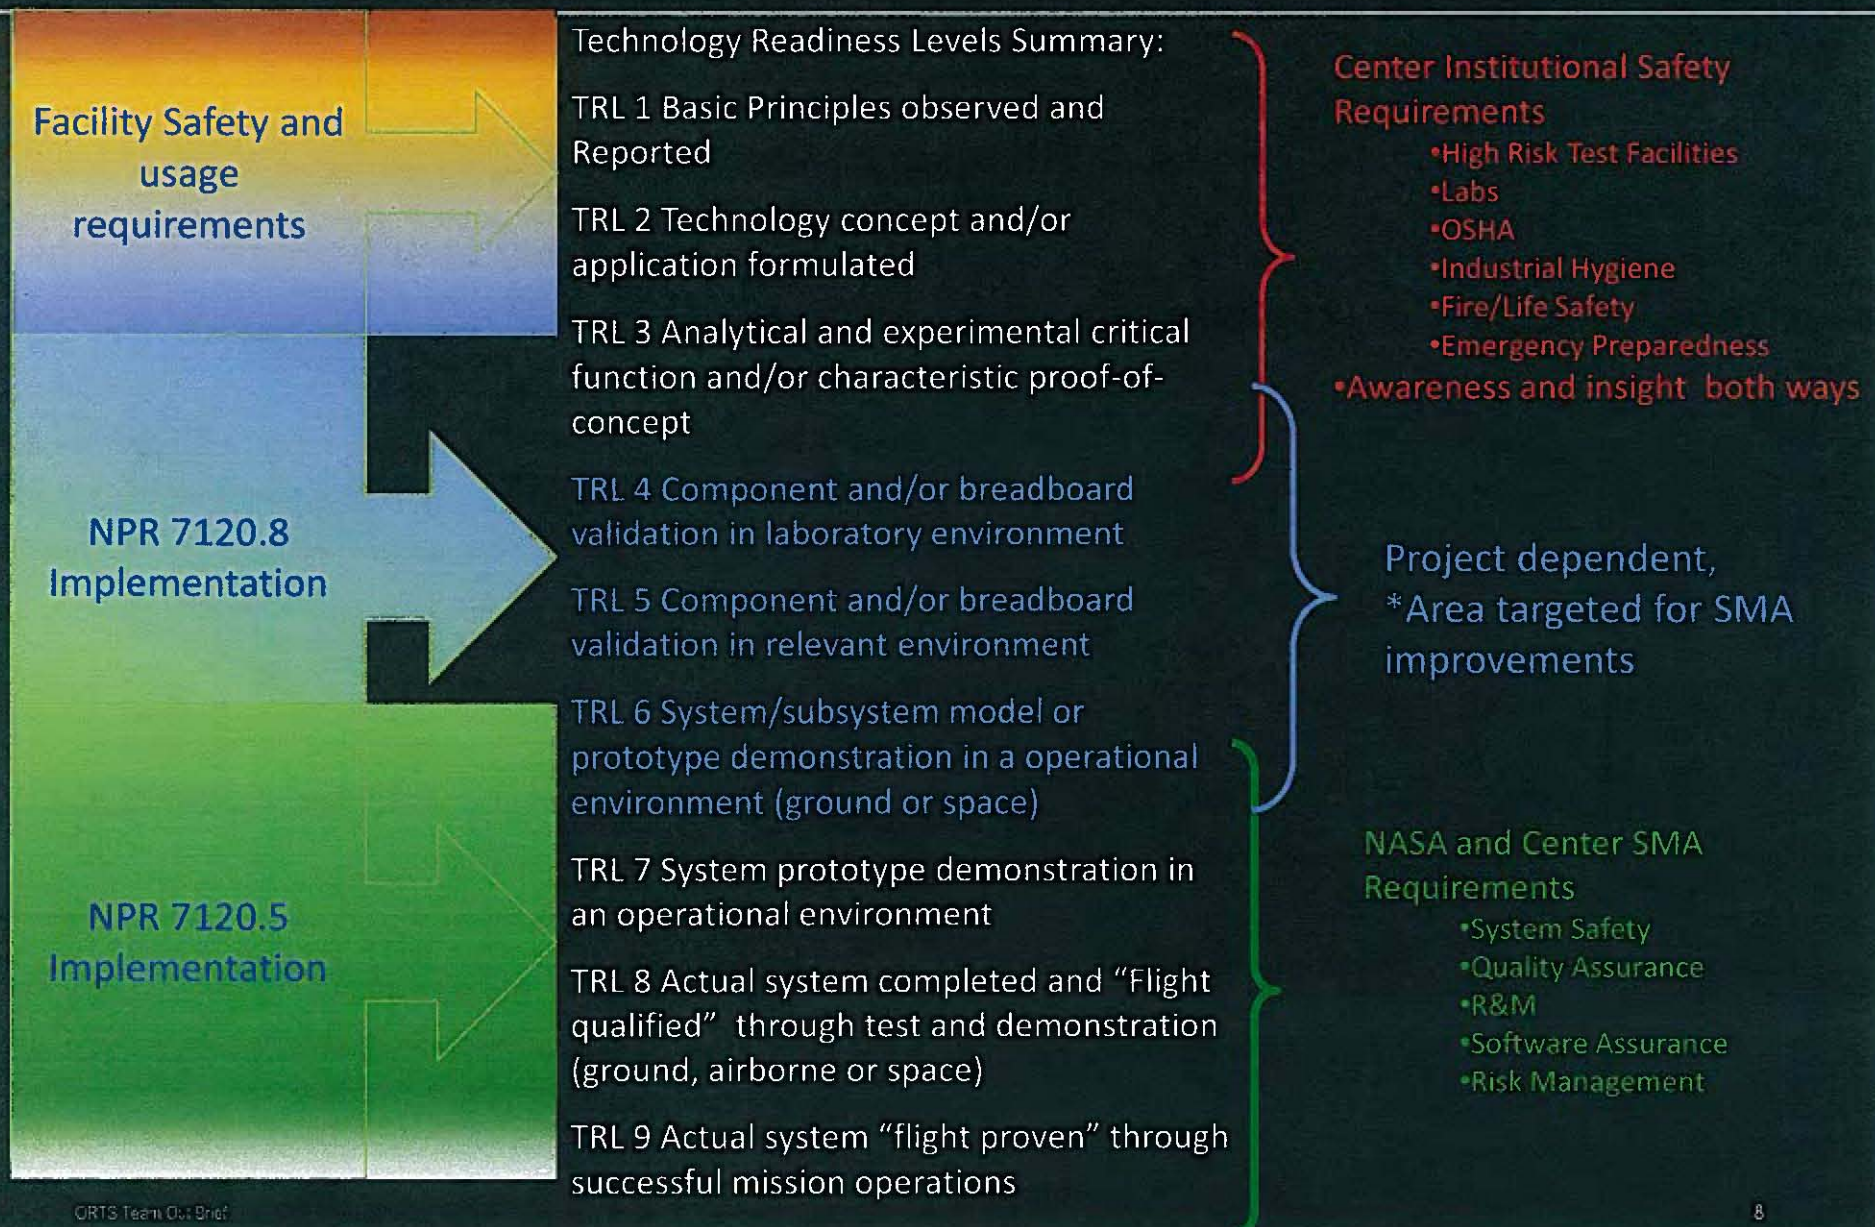 Facility Safety and
usage
requirements
NPR 7120.8
Implementation
NPR 7120.5
Implementation
Technology Readiness Levels Summary:
TRL 1 Basic Principles observed and
Reported
TRL 2 Technology concept and/or
application formulated
TRL 3 Analytical and experimental critical
function and/or characteristic proof-of-
concept
TRL 4 Component and/or breadboard
validation in laboratory environment
TRL 5 Component and/or breadboard
validation in relevant environment
TRL 6 System/subsystem model or
prototype demonstration in a operational
environment (ground or space)
TRL 7 System prototype demonstration in
an operational environment
TRL 8 Actual system completed and “Flight
qualified” through test and demonstration
(ground, airborne or space)
TRL 9 Actual system “flight proven” through
successful mission operations
Center Institutional Safety
Requirements
•High Risk Test Facilities
•Labs
•OSHA
•Industrial Hygiene
•Fire/Life Safety
•Emergency Preparedness
•Awareness and insight both ways
Project dependent,
*Area targeted for SMA
improvements
NASA and Center SMA
Requirements
•System Safety
•Quality Assurance
•R&M
•Software Assurance
•Risk Management
ORTS Team Out Brief
8